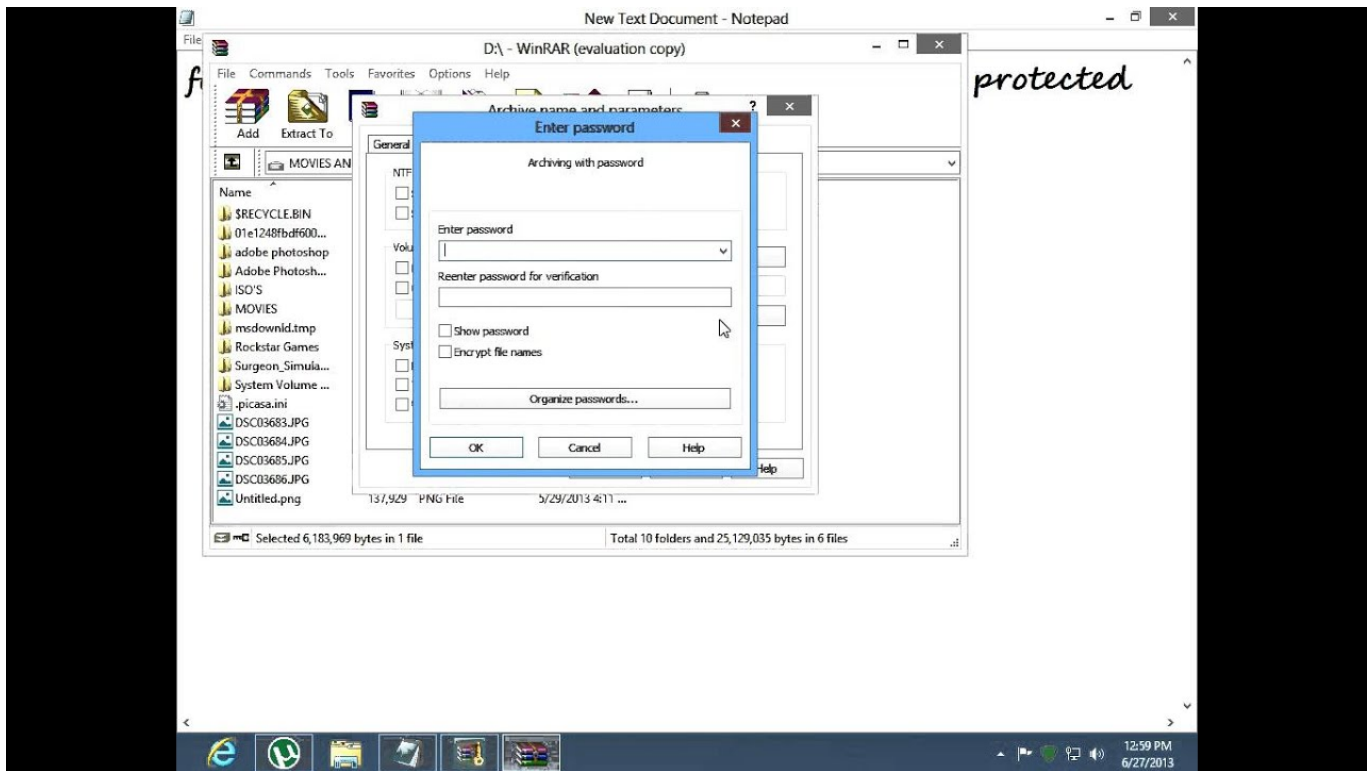 New Text Document - Notepad
File
protected
D:\ - WinRAR (evaluation copy)
File Commands Tools Favorites Options Help
Add Extract To
Archive name and parameters ?
General
Enter password
Archiving with password
Enter password
Reenter password for verification
Show password
Encrypt file names
Organize passwords...
OK Cancel Help
Help
MOVIES AN
Name
$RECYCLE.BIN
01e1248fbdf600...
adobe photoshop
Adobe Photosh...
ISO'S
MOVIES
msdownld.tmp
Rockstar Games
Surgeon_Simula...
System Volume ...
.picasa.ini
DSC03683.JPG
DSC03684.JPG
DSC03685.JPG
DSC03686.JPG
Untitled.png 137,929 PNG File 5/29/2013 4:11 ...
Selected 6,183,969 bytes in 1 file Total 10 folders and 25,129,035 bytes in 6 files
12:59 PM
6/27/2013